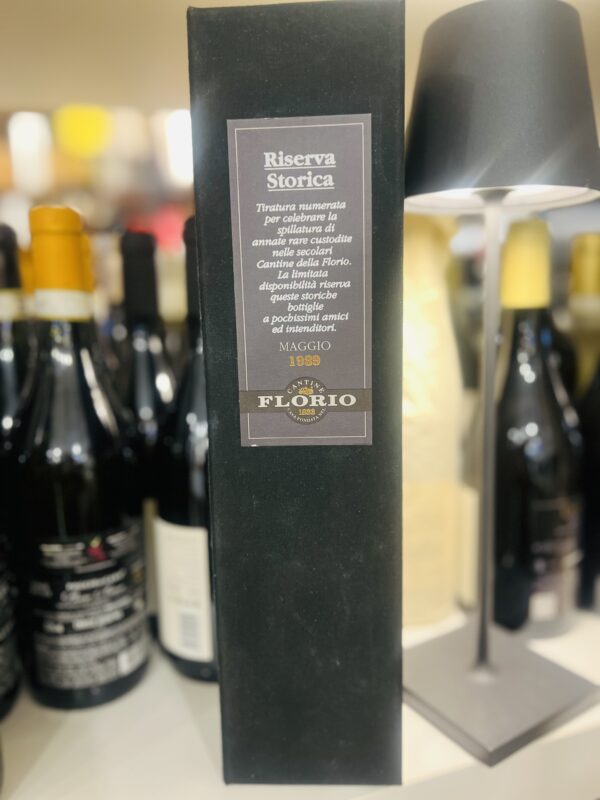 Riserva
Storica
Tiratura numerata
per celebrare la
spillatura di
annate rare custodite
nelle secolari
Cantine della Florio.
La limitata
disponibilità riserva
queste storiche
bottiglie
a pochissimi amici
ed intenditori.
MAGGIO
1989
CANTINE
FLORIO